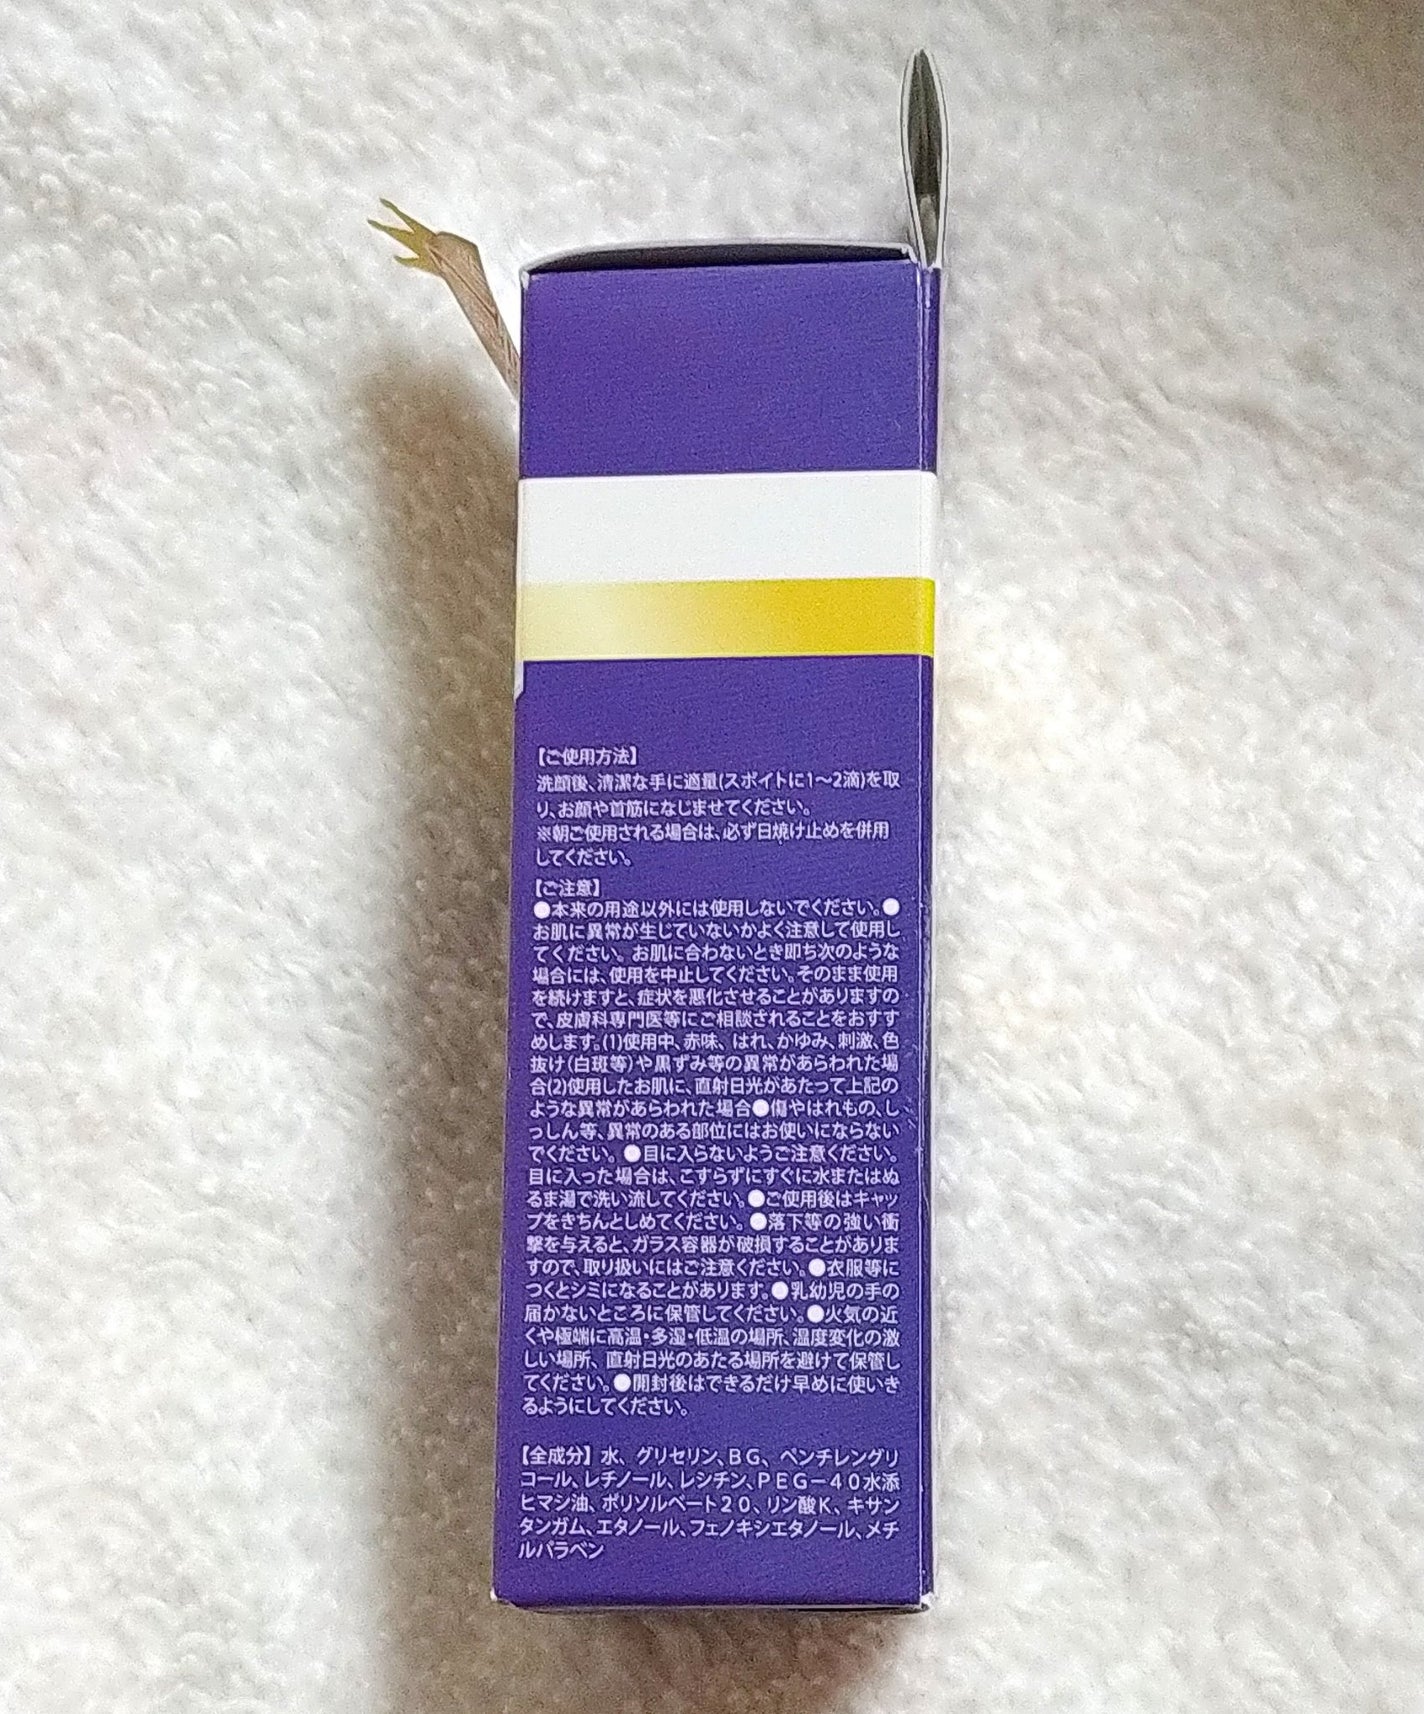 【ご使用方法】
洗顔後、清潔な手に適量(スポイトに1〜2滴)を取
り、お顔や首筋になじませてください。
※朝ご使用される場合は、必ず日焼け止めを併用
してください。
【ご注意】
●本来の用途以外には使用しないでください。●
お肌に異常が生じていないかよく注意して使用し
てください。お肌に合わないとき即ち次のような
場合には、使用を中止してください。そのまま使用
を続けますと、症状を悪化させることがありますの
で、皮膚科専門医等にご相談されることをおすす
めします。(1)使用中、赤味、はれ、かゆみ、刺激、色
抜け(白斑等)や黒ずみ等の異常があらわれた場
合(2)使用したお肌に、直射日光があたって上記の
ような異常があらわれた場合●傷やはれもの、し
っしん等、異常のある部位にはお使いにならない
でください。●目に入らないようご注意ください。
目に入った場合は、こすらずにすぐに水またはぬ
るま湯で洗い流してください。●ご使用後はキャッ
プをきちんとしめてください。●落下等の強い衝
撃を与えると、ガラス容器が破損することがありま
すので、取り扱いにはご注意ください。●衣服等に
つくとシミになることがあります。●乳幼児の手の
届かないところに保管してください。●火気の近
くや極端に高温・多湿・低温の場所、温度変化の激
しい場所、直射日光のあたる場所を避けて保管し
てください。●開封後はできるだけ早めに使いき
るようにしてください。
【全成分】水、グリセリン、BG、ペンチレングリ
コール、レチノール、レシチン、PEG-40水添
ヒマシ油、ポリソルベート20、リン酸K、キサン
タンガム、エタノール、フェノキシエタノール、メチ
ルパラベン